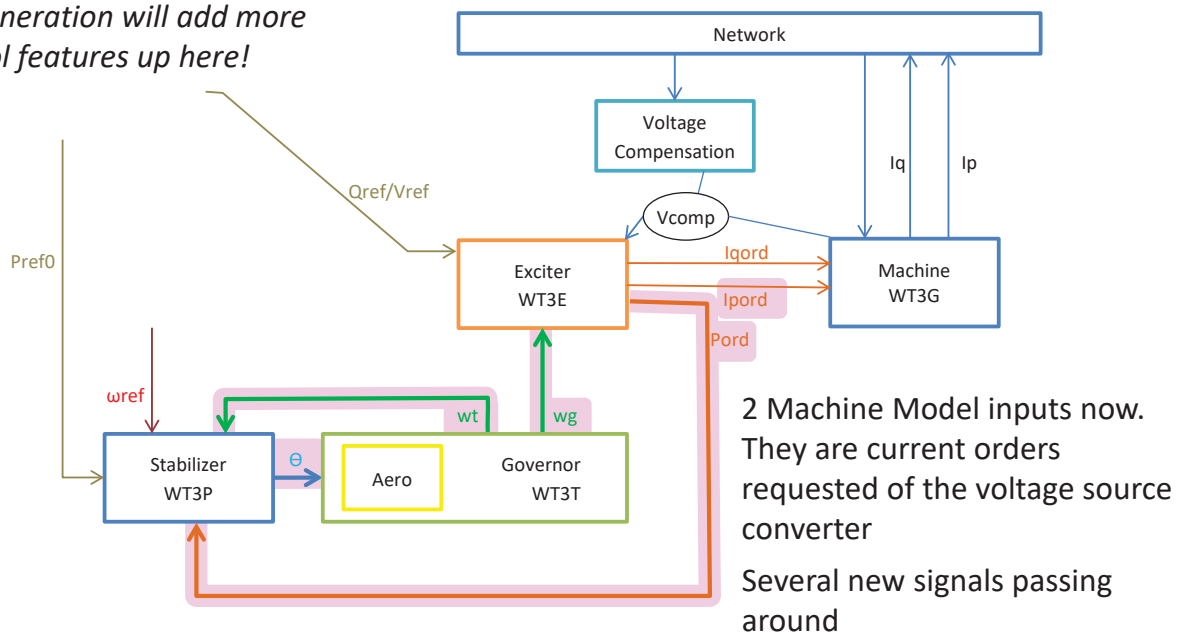 neration will add more
ol features up here!
Network
Voltage
Compensation
Iq
Ip
Qref/Vref
Vcomp
Pref0
Exciter
WT3E
Iqord
Ipord
Machine
WT3G
Pord
ωref
wt
wg
Stabilizer
WT3P
Θ
Aero
Governor
WT3T
2 Machine Model inputs now.
They are current orders
requested of the voltage source
converter
Several new signals passing
around